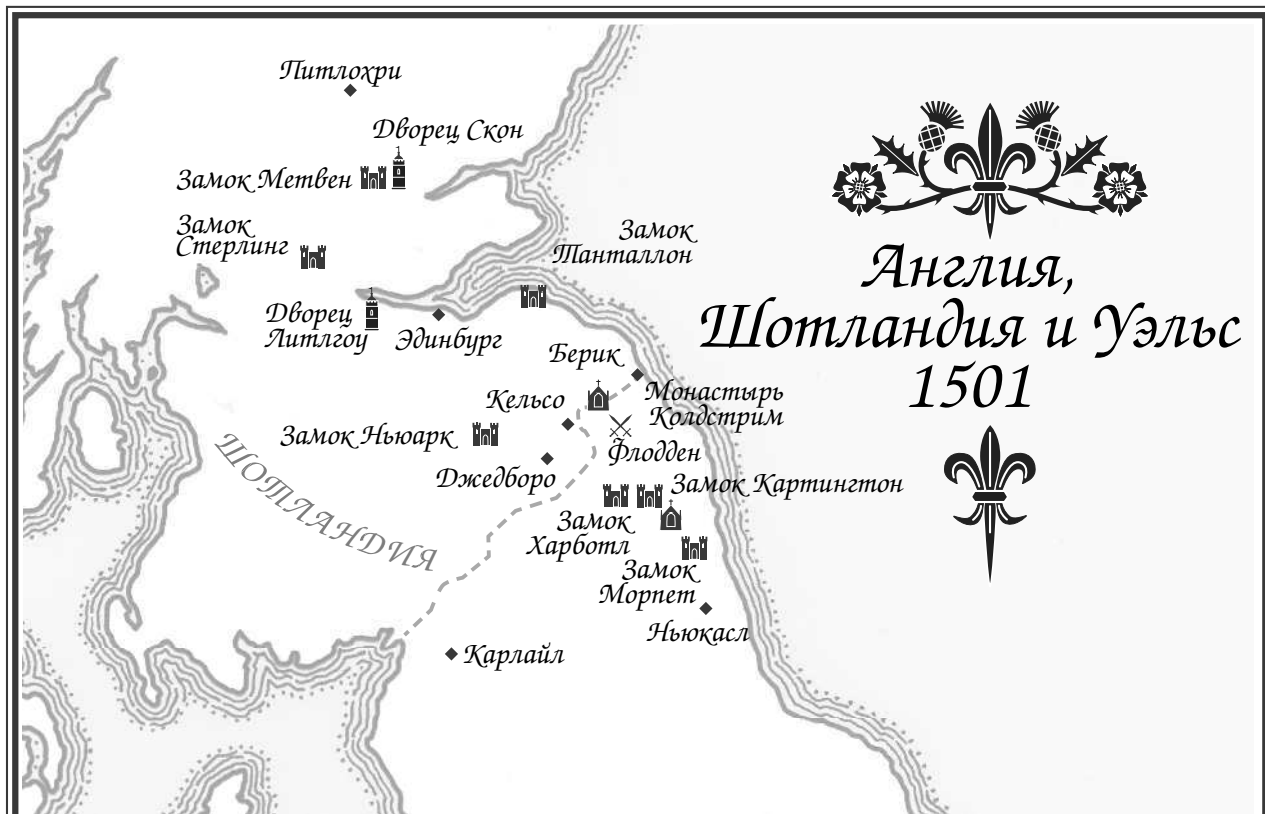 Питлохри
Дворец Скон
Замок Метвен
Замок
Стерлинг
Замок
Танталлон
Англия,
Шотландия и Уэльс
1501
Дворец
Литлгоу
Эдинбург
Берик
Монастырь
Колдстрим
Кельсо
Замок Ньюарк
Флодден
Джедборо
Замок Картингтон
ШОТЛАНДИЯ
Замок
Харботл
Замок
Морпет
Ньюкасл
Карлайл